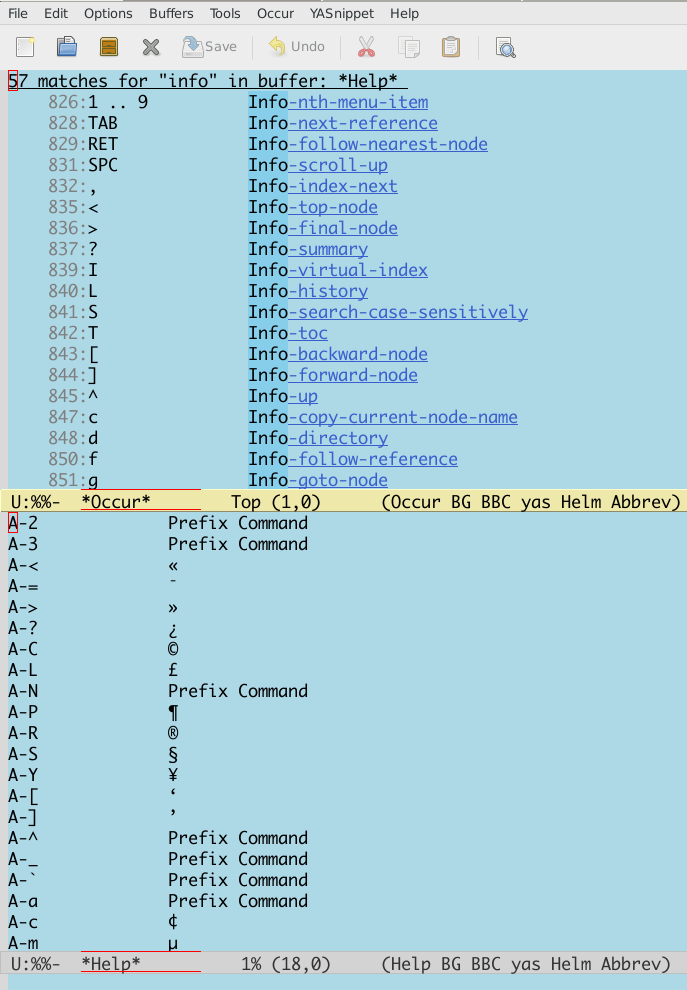 File Edit Options Buffers Tools Occur YASnippet Help
Save Undo
57 matches for "info" in buffer: *Help*
826:1 .. 9 Info-nth-menu-item
828:TAB Info-next-reference
829:RET Info-follow-nearest-node
831:SPC Info-scroll-up
832:, Info-index-next
835:< Info-top-node
836:> Info-final-node
837:? Info-summary
839:I Info-virtual-index
840:L Info-history
841:S Info-search-case-sensitively
842:T Info-toc
843:[ Info-backward-node
844:] Info-forward-node
845:^ Info-up
847:c Info-copy-current-node-name
848:d Info-directory
850:f Info-follow-reference
851:g Info-goto-node
U:%%- *Occur* Top (1,0) (Occur BG BBC yas Helm Abbrev)
A-2 Prefix Command
A-3 Prefix Command
A-< «
A-= ¯
A-> »
A-? ¿
A-C ©
A-L £
A-N Prefix Command
A-P ¶
A-R ®
A-S §
A-Y ¥
A-[ ‘
A-] ’
A-^ Prefix Command
A-_ Prefix Command
A-` Prefix Command
A-a Prefix Command
A-c ¢
A-m µ
U:%%- *Help* 1% (18,0) (Help BG BBC yas Helm Abbrev)